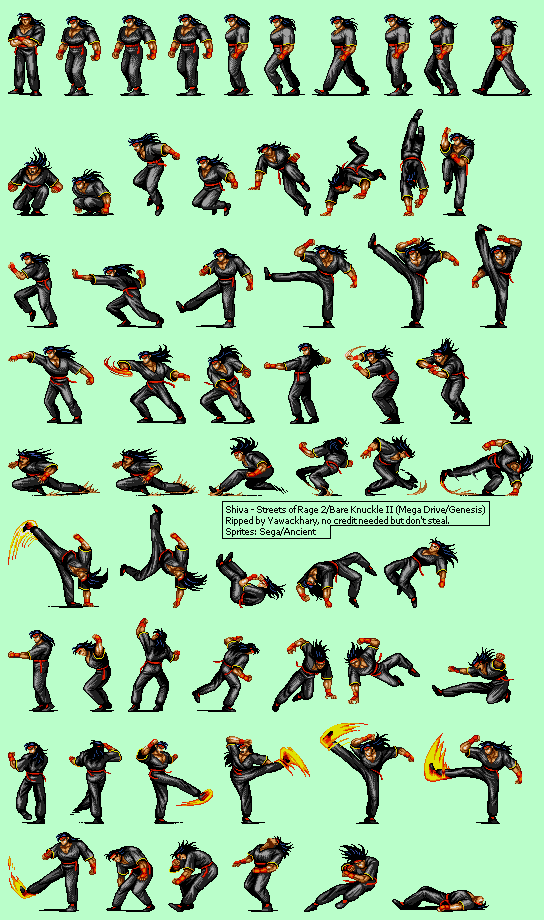 Shiva - Streets of Rage 2/Bare Knuckle II (Mega Drive/Genesis)
Ripped by Yawackhary, no credit needed but don't steal.
Sprites: Sega/Ancient